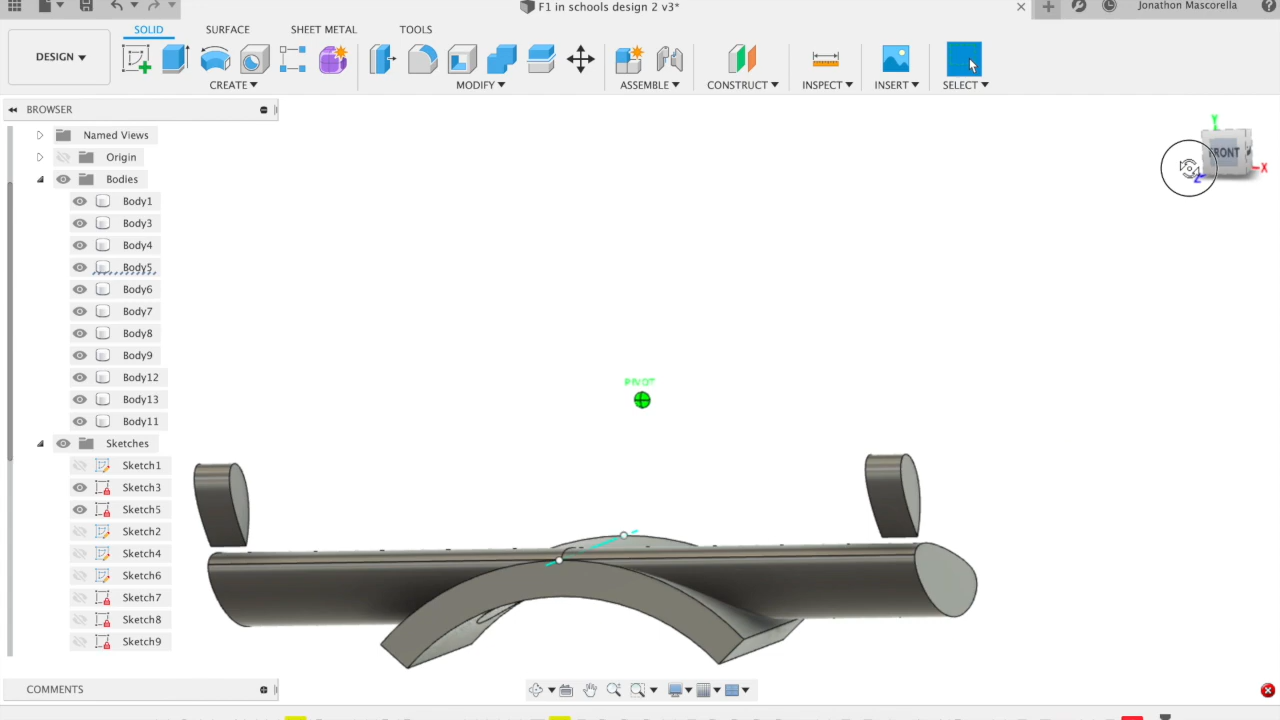 F1 in schools design 2 v3*
Jonathon Mascorella
SOLID SURFACE SHEET METAL TOOLS
DESIGN
CREATE MODIFY ASSEMBLE CONSTRUCT INSPECT INSERT SELECT
BROWSER
Named Views
Origin
Bodies
Body1
Body3
Body4
Body5
Body6
Body7
Body8
Body9
Body12
Body13
Body11
Sketches
Sketch1
Sketch3
Sketch5
Sketch2
Sketch4
Sketch6
Sketch7
Sketch8
Sketch9
COMMENTS
Y
FRONT
X
Z
PIVOT